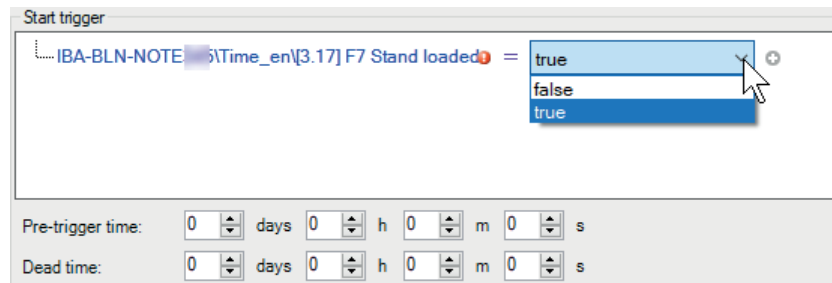 Start trigger
IBA-BLN-NOTE 5\Time_en\[3.17] F7 Stand loaded = true
false
true
Pre-trigger time: 0 days 0 h 0 m 0 s
Dead time: 0 days 0 h 0 m 0 s